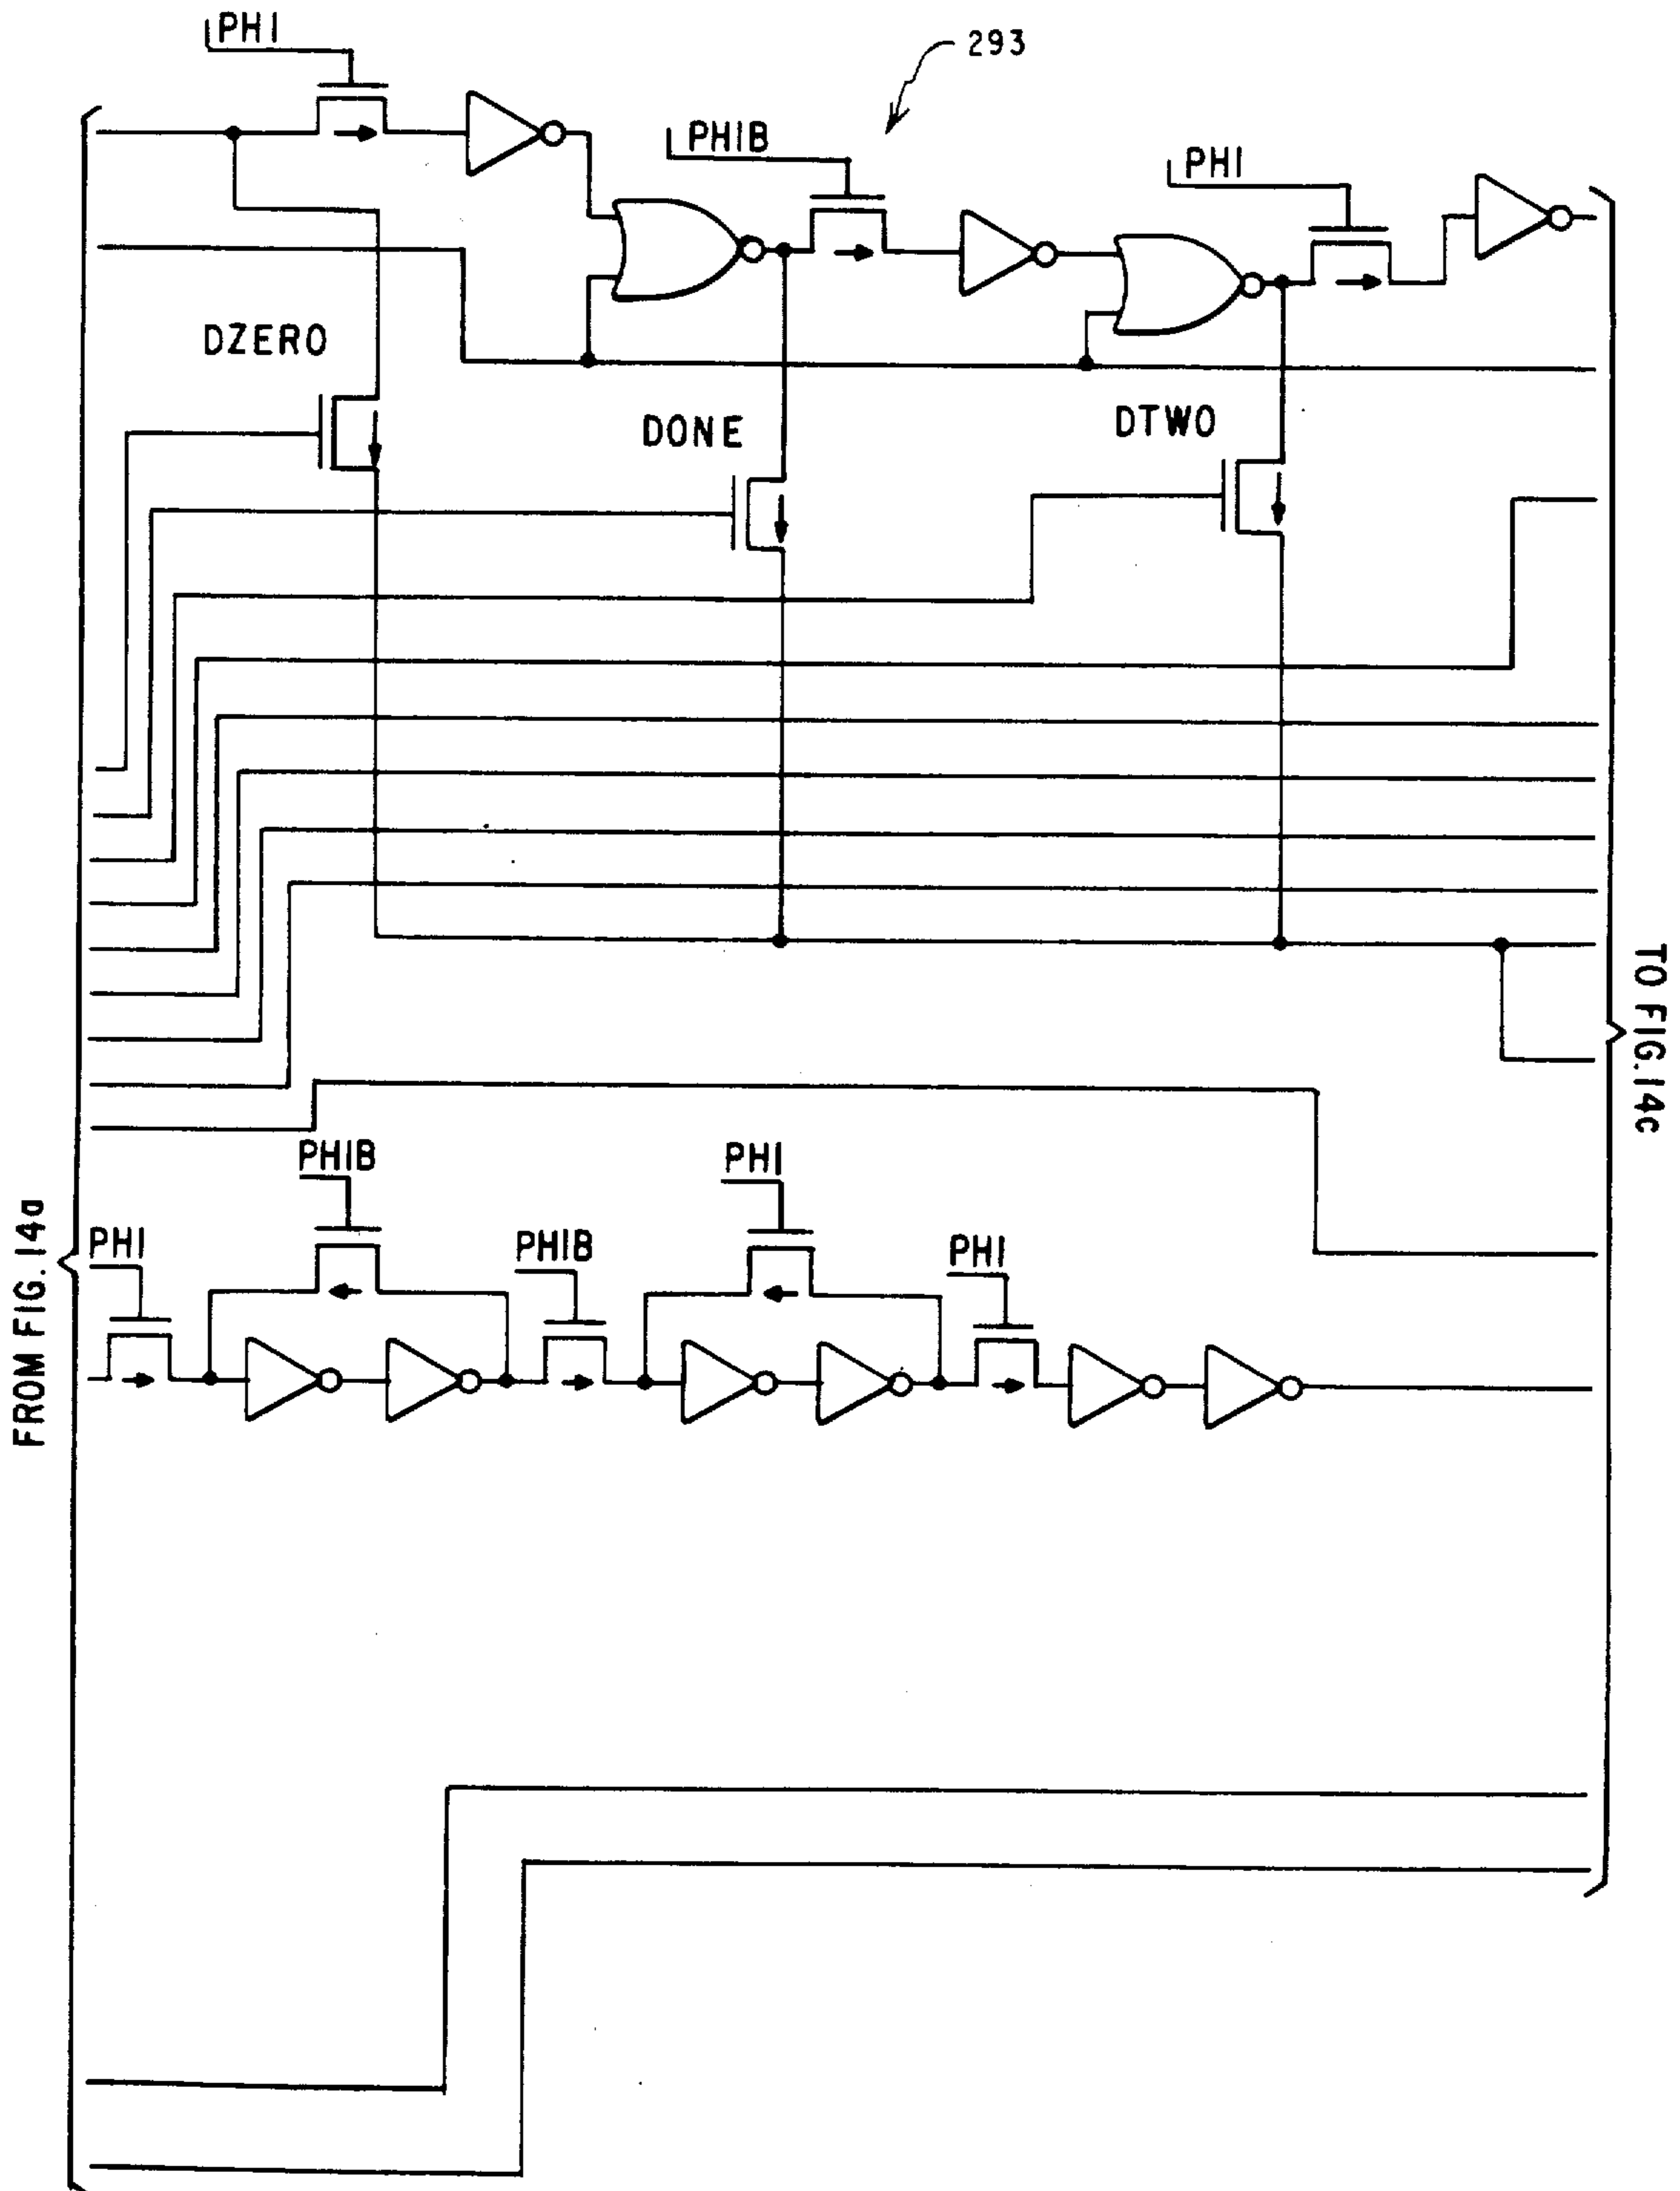 PHI
293
PHIB
PHI
DZERO
DONE
DTWO
TO FIG.14c
PHIB
PHI
PHI
PHIB
PHI
FROM FIG.14a